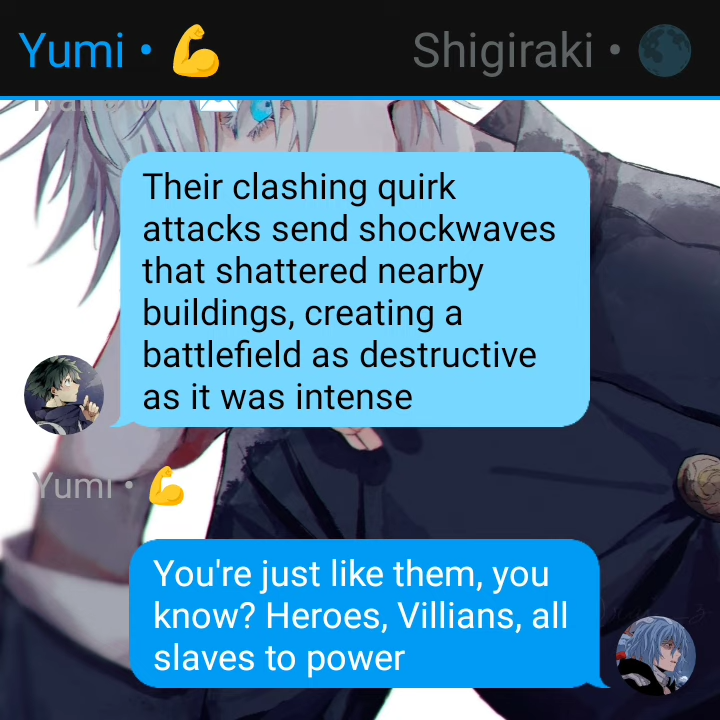 Yumi • 💪
Shigiraki • 🌑
Their clashing quirk
attacks send shockwaves
that shattered nearby
buildings, creating a
battlefield as destructive
as it was intense
Yumi • 💪
You're just like them, you
know? Heroes, Villians, all
slaves to power